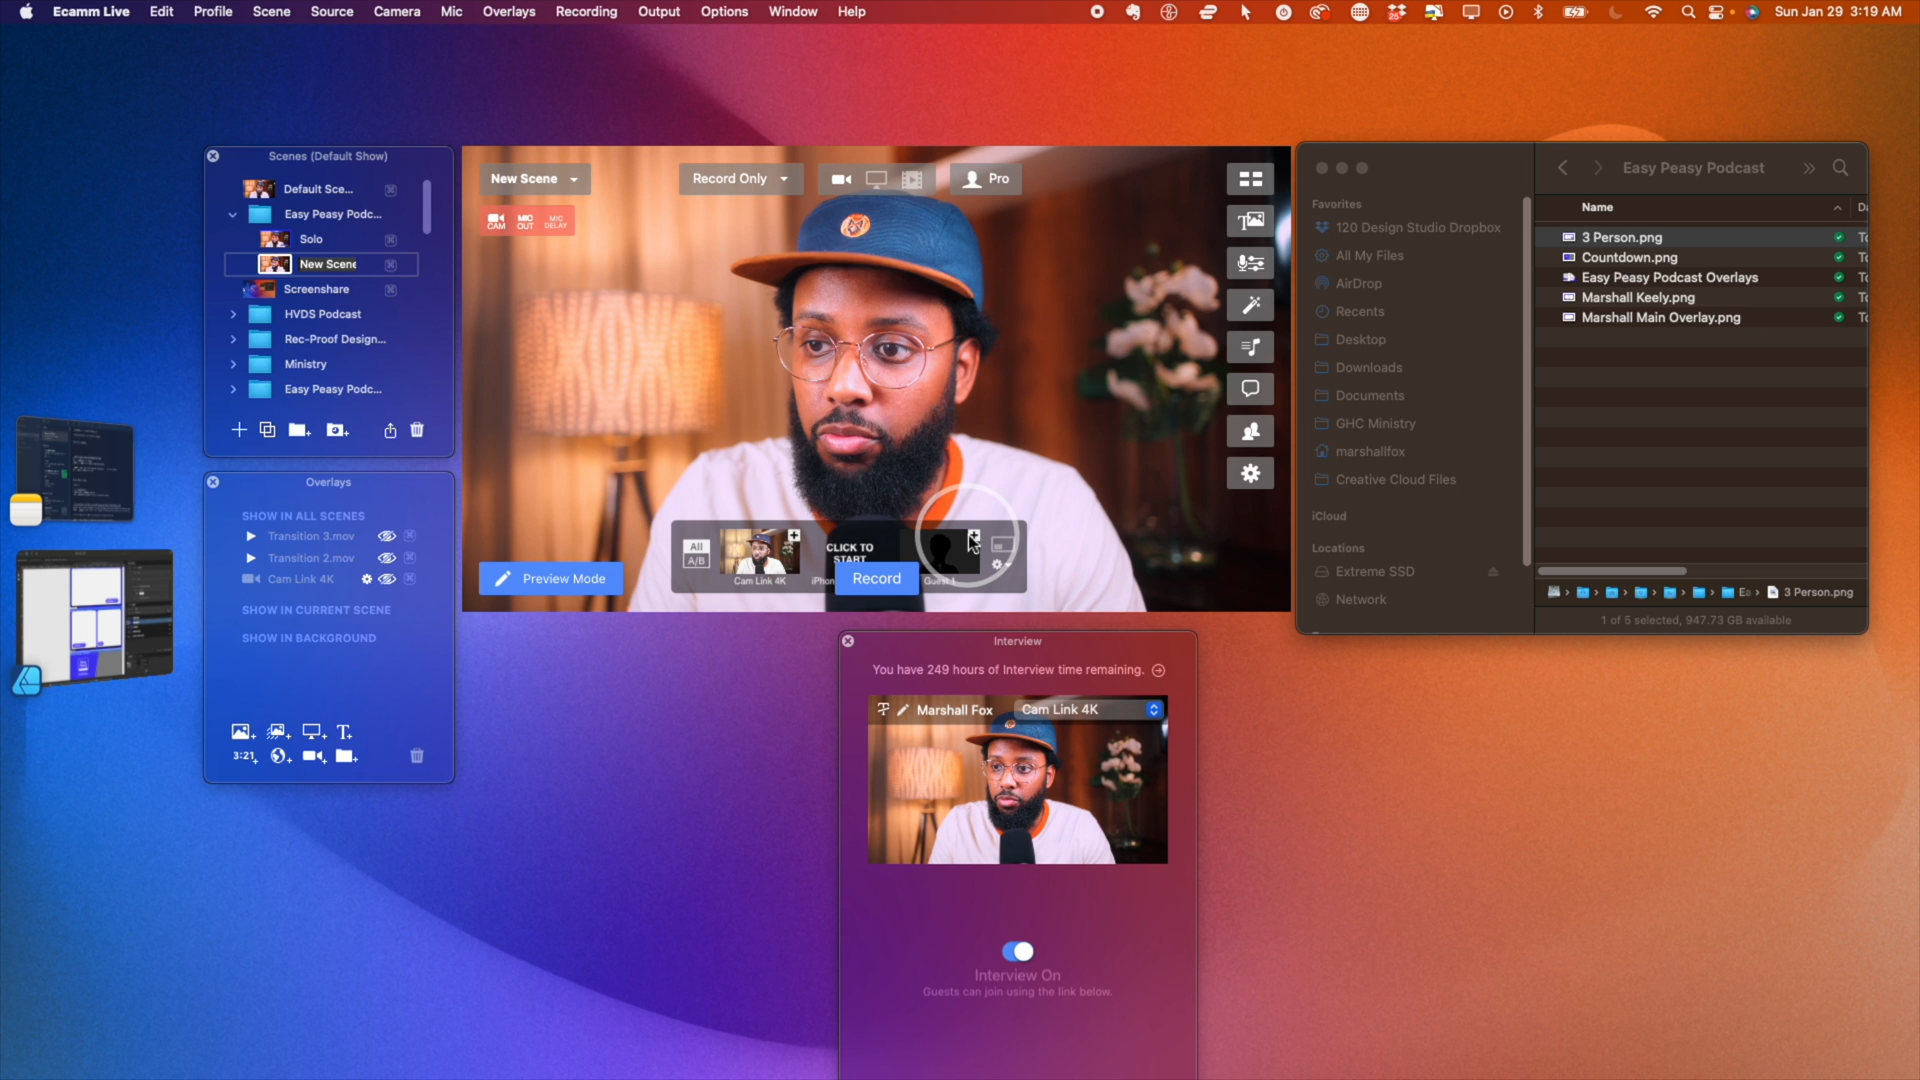 Ecamm Live Edit Profile Scene Source Camera Mic Overlays Recording Output Options Window Help
25
Sun Jan 29 3:19 AM
Scenes (Default Show)
Default Sce...
Easy Peasy Podc...
Solo
New Scene
Screenshare
HVDS Podcast
Rec-Proof Design...
Ministry
Easy Peasy Podc...
Overlays
SHOW IN ALL SCENES
Transition 3.mov
Transition 2.mov
Cam Link 4K
SHOW IN CURRENT SCENE
SHOW IN BACKGROUND
3:21
New Scene
Record Only
Pro
CAM
MIC OUT
MIC DELAY
All
A/B
Cam Link 4K
CLICK TO
START
iPhon
Guest 1
Preview Mode
Record
Interview
You have 249 hours of Interview time remaining.
Marshall Fox
Cam Link 4K
Interview On
Guests can join using the link below.
Easy Peasy Podcast
Favorites
120 Design Studio Dropbox
All My Files
AirDrop
Recents
Desktop
Downloads
Documents
GHC Ministry
marshallfox
Creative Cloud Files
iCloud
Locations
Extreme SSD
Network
Name
3 Person.png
Countdown.png
Easy Peasy Podcast Overlays
Marshall Keely.png
Marshall Main Overlay.png
3 Person.png
1 of 5 selected, 947.73 GB available